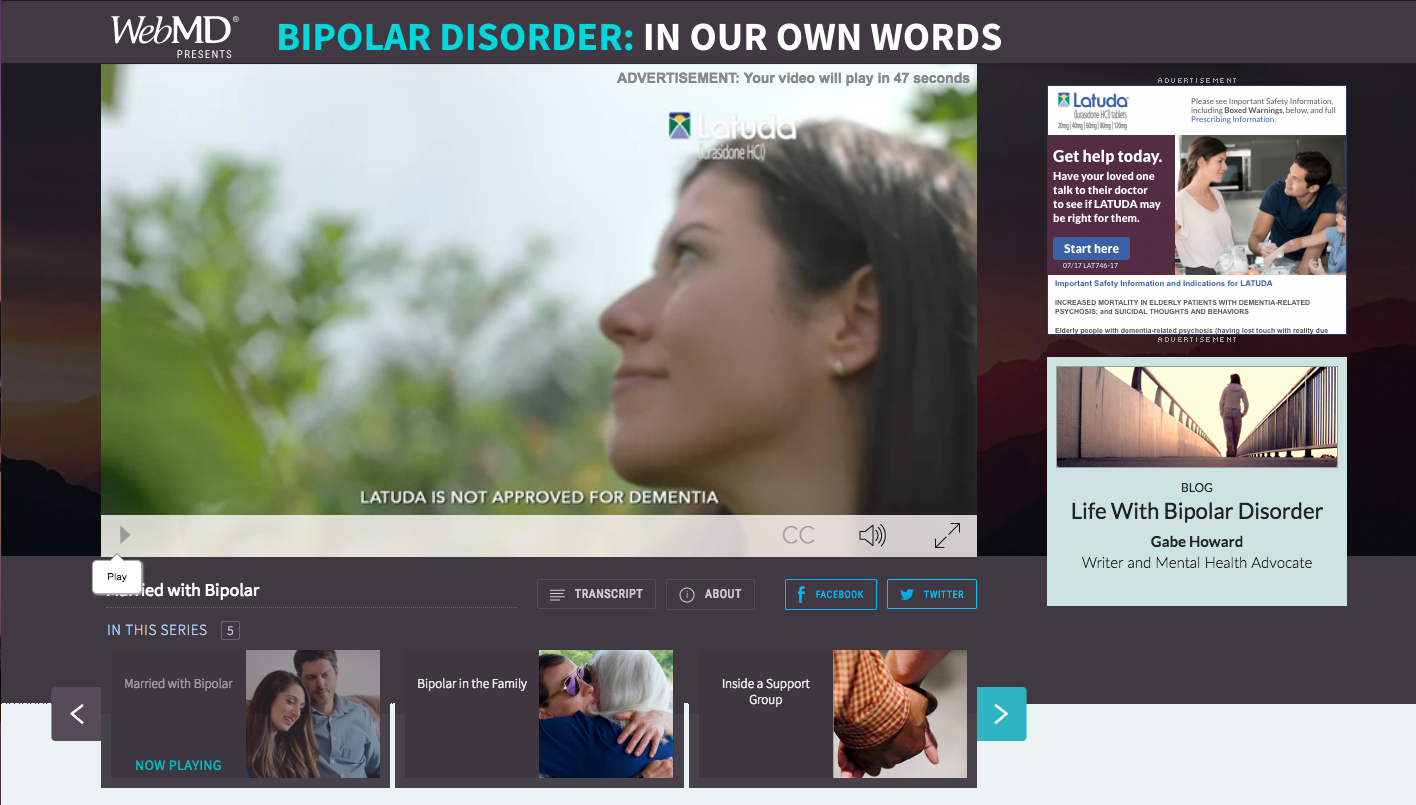 WebMD®
PRESENTS
BIPOLAR DISORDER: IN OUR OWN WORDS
ADVERTISEMENT: Your video will play in 47 seconds
Latuda
(lurasidone HCl)
LATUDA IS NOT APPROVED FOR DEMENTIA
CC
Play
Married with Bipolar
TRANSCRIPT
ABOUT
FACEBOOK
TWITTER
IN THIS SERIES 5
Married with Bipolar
NOW PLAYING
Bipolar in the Family
Inside a Support
Group
ADVERTISEMENT
Latuda
(lurasidone HCl) tablets
20mg | 40mg | 60mg | 80mg | 120mg
Please see Important Safety Information,
including Boxed Warnings, below, and full
Prescribing Information.
Get help today.
Have your loved one
talk to their doctor
to see if LATUDA may
be right for them.
Start here
07/17 LAT746-17
Important Safety Information and Indications for LATUDA
INCREASED MORTALITY IN ELDERLY PATIENTS WITH DEMENTIA-RELATED
PSYCHOSIS; and SUICIDAL THOUGHTS AND BEHAVIORS
Elderly people with dementia-related psychosis (having lost touch with reality due
ADVERTISEMENT
BLOG
Life With Bipolar Disorder
Gabe Howard
Writer and Mental Health Advocate